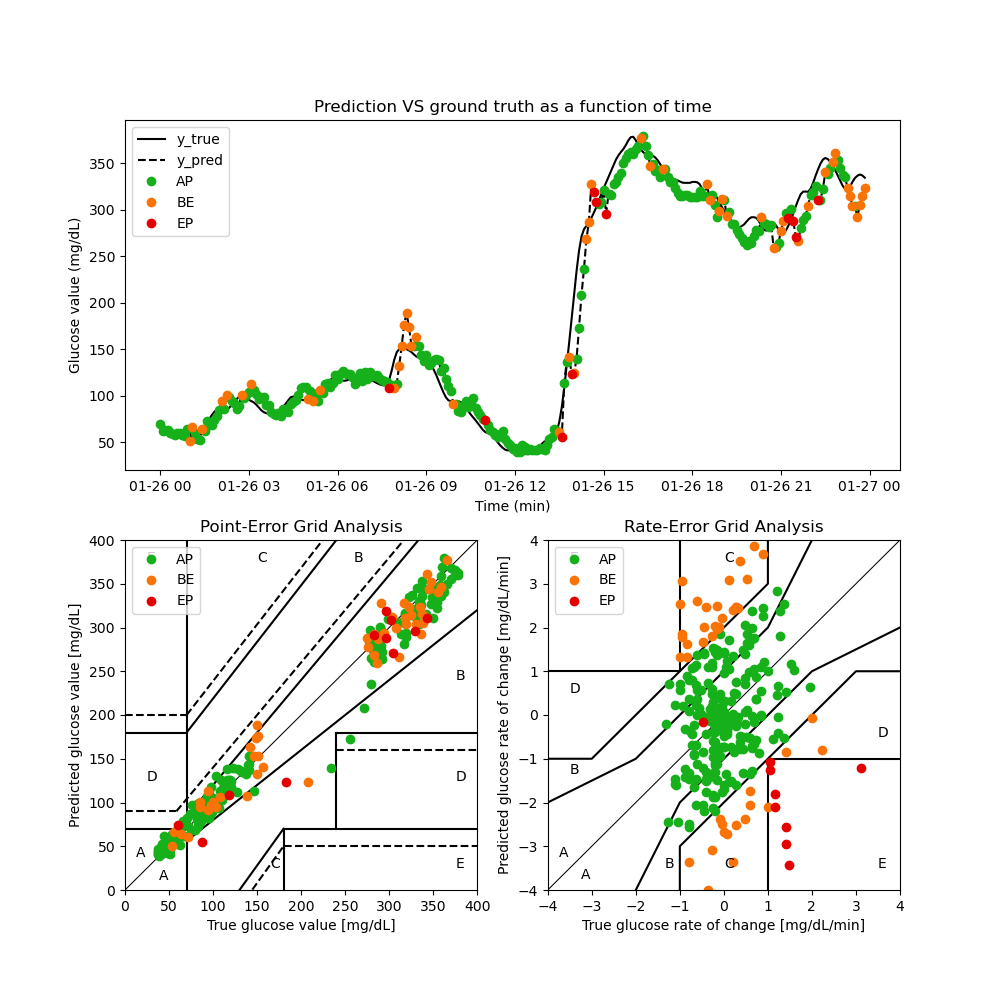 Prediction VS ground truth as a function of time
Glucose value (mg/dL)
350
300
250
200
150
100
50
y_true
y_pred
AP
BE
EP
01-26 00 01-26 03 01-26 06 01-26 09 01-26 12 01-26 15 01-26 18 01-26 21 01-27 00
Time (min)
Point-Error Grid Analysis
Predicted glucose value [mg/dL]
400
350
300
250
200
150
100
50
0
AP
BE
EP
C
B
B
D
D
A
A
C
E
0 50 100 150 200 250 300 350 400
True glucose value [mg/dL]
Rate-Error Grid Analysis
Predicted glucose rate of change [mg/dL/min]
4
3
2
1
0
−1
−2
−3
−4
AP
BE
EP
C
D
D
B
A
A
B
C
E
−4 −3 −2 −1 0 1 2 3 4
True glucose rate of change [mg/dL/min]